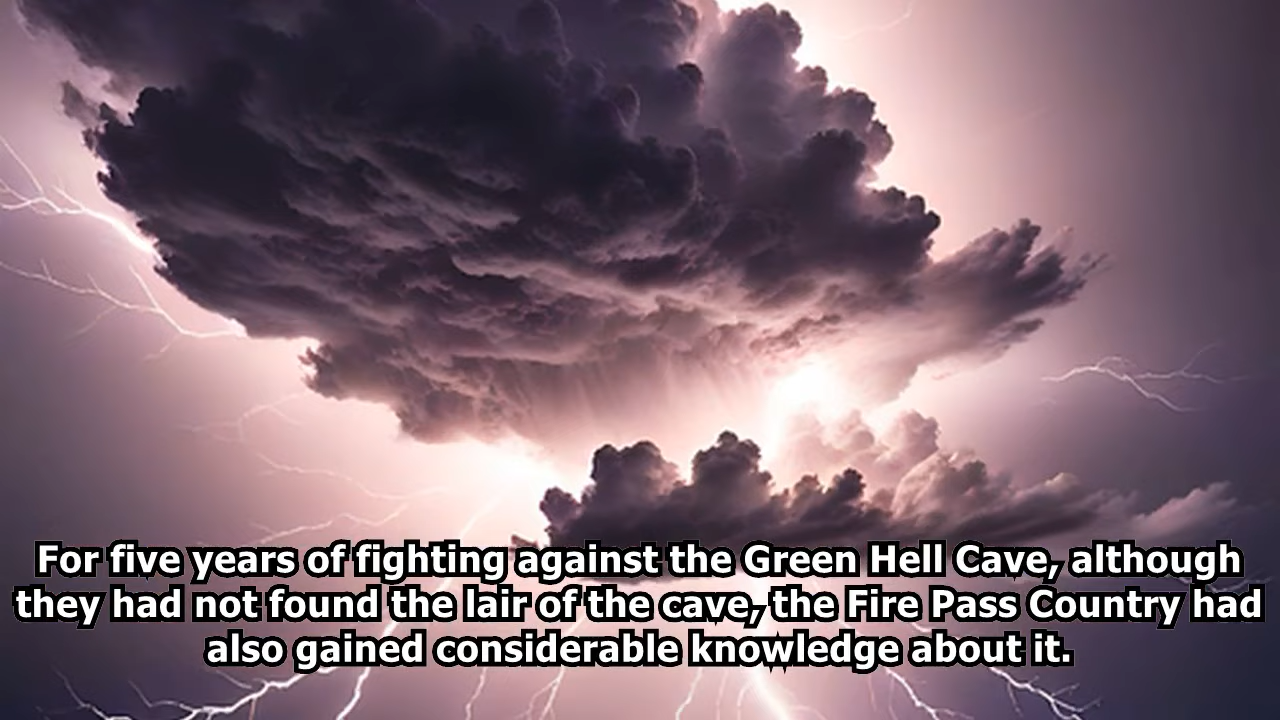 For five years of fighting against the Green Hell Cave, although
they had not found the lair of the cave, the Fire Pass Country had
also gained considerable knowledge about it.